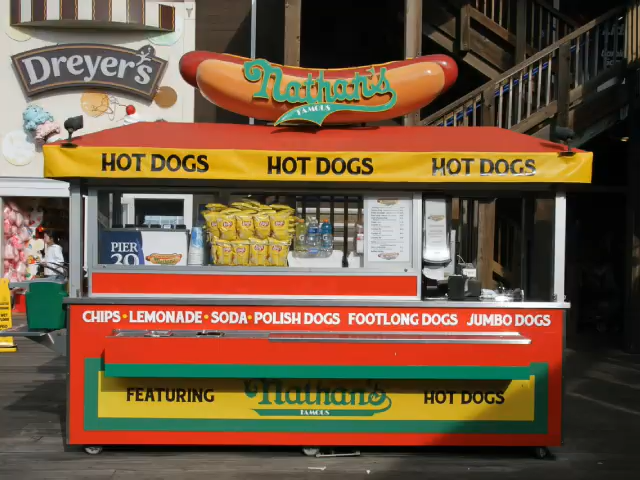 Dreyer's
Nathan's
FAMOUS
HOT DOGS HOT DOGS HOT DOGS
PIER
39
CHIPS • LEMONADE • SODA • POLISH DOGS FOOTLONG DOGS JUMBO DOGS
FEATURING Nathan's HOT DOGS
FAMOUS